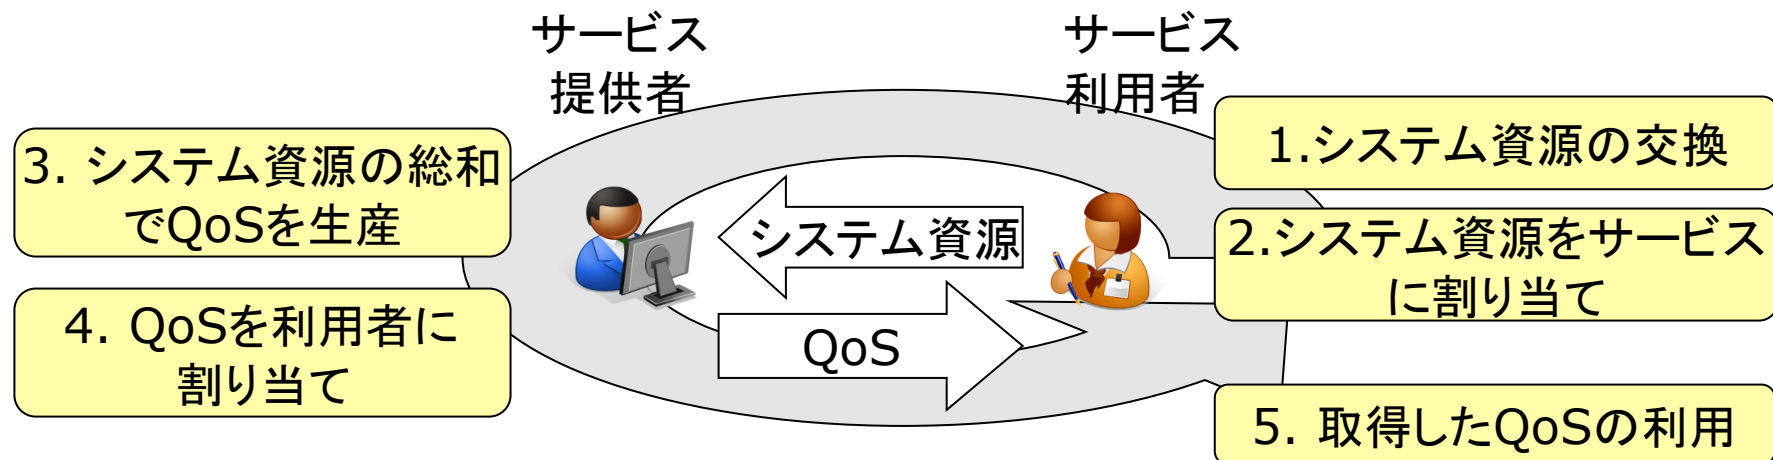 サービス
提供者
サービス
利用者
1.システム資源の交換
2.システム資源をサービス
に割り当て
3. システム資源の総和
でQoSを生産
4. QoSを利用者に
割り当て
システム資源
QoS
5. 取得したQoSの利用